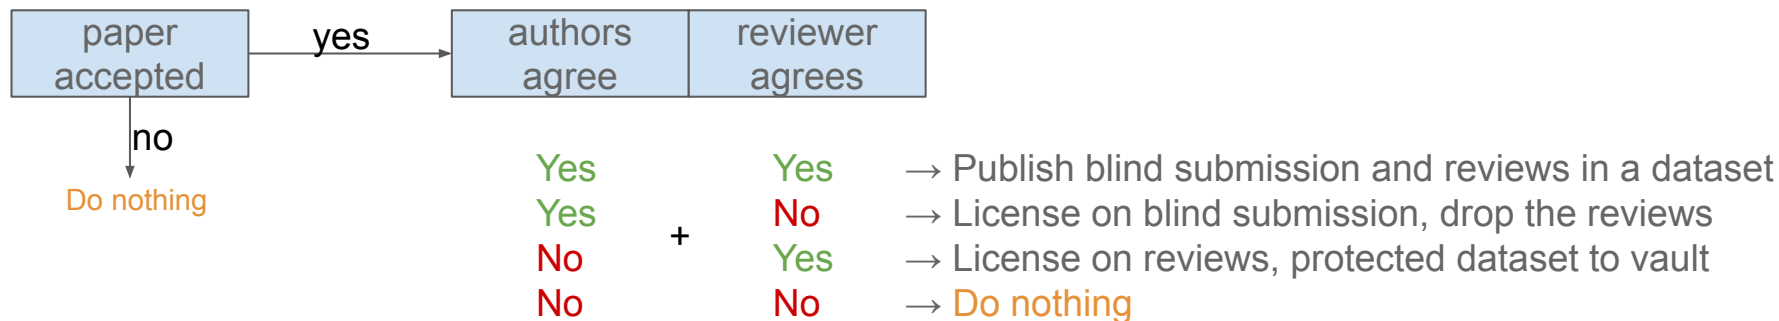 paper accepted
yes
authors agree
reviewer agrees
no
Do nothing
Yes Yes → Publish blind submission and reviews in a dataset
Yes No → License on blind submission, drop the reviews
+
No Yes → License on reviews, protected dataset to vault
No No → Do nothing